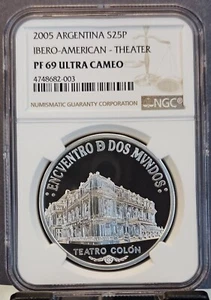 2005 ARGENTINA S25P
IBERO-AMERICAN - THEATER
PF 69 ULTRA CAMEO
4748682-003
NUMISMATIC GUARANTY CORPORATION
NGC
ENCUENTRO D DOS MUNDOS
TEATRO COLÓN